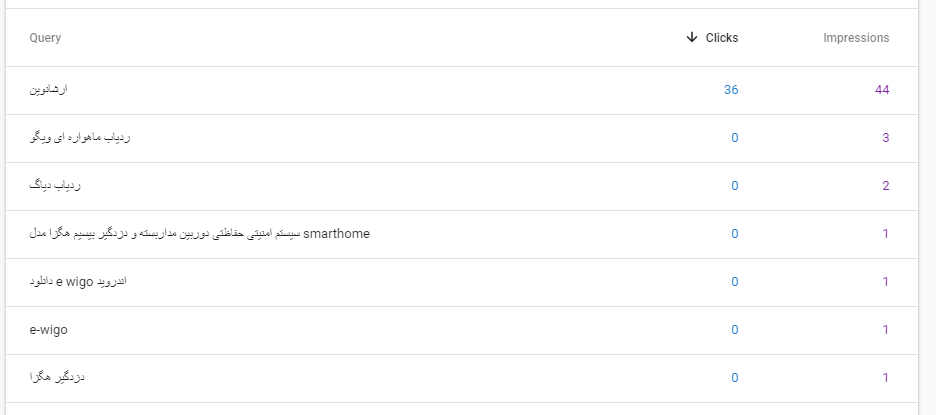 Query Clicks Impressions
ارشانوین 36 44
ردیاب ماهواره ای ویگو 0 3
ردیاب دیاگ 0 2
سیستم امنیتی حفاظتی دوربین مداربسته و دزدگیر بیسیم هگزا مدل smarthome 0 1
دانلود e wigo اندروید 0 1
e-wigo 0 1
دزدگیر هگزا 0 1